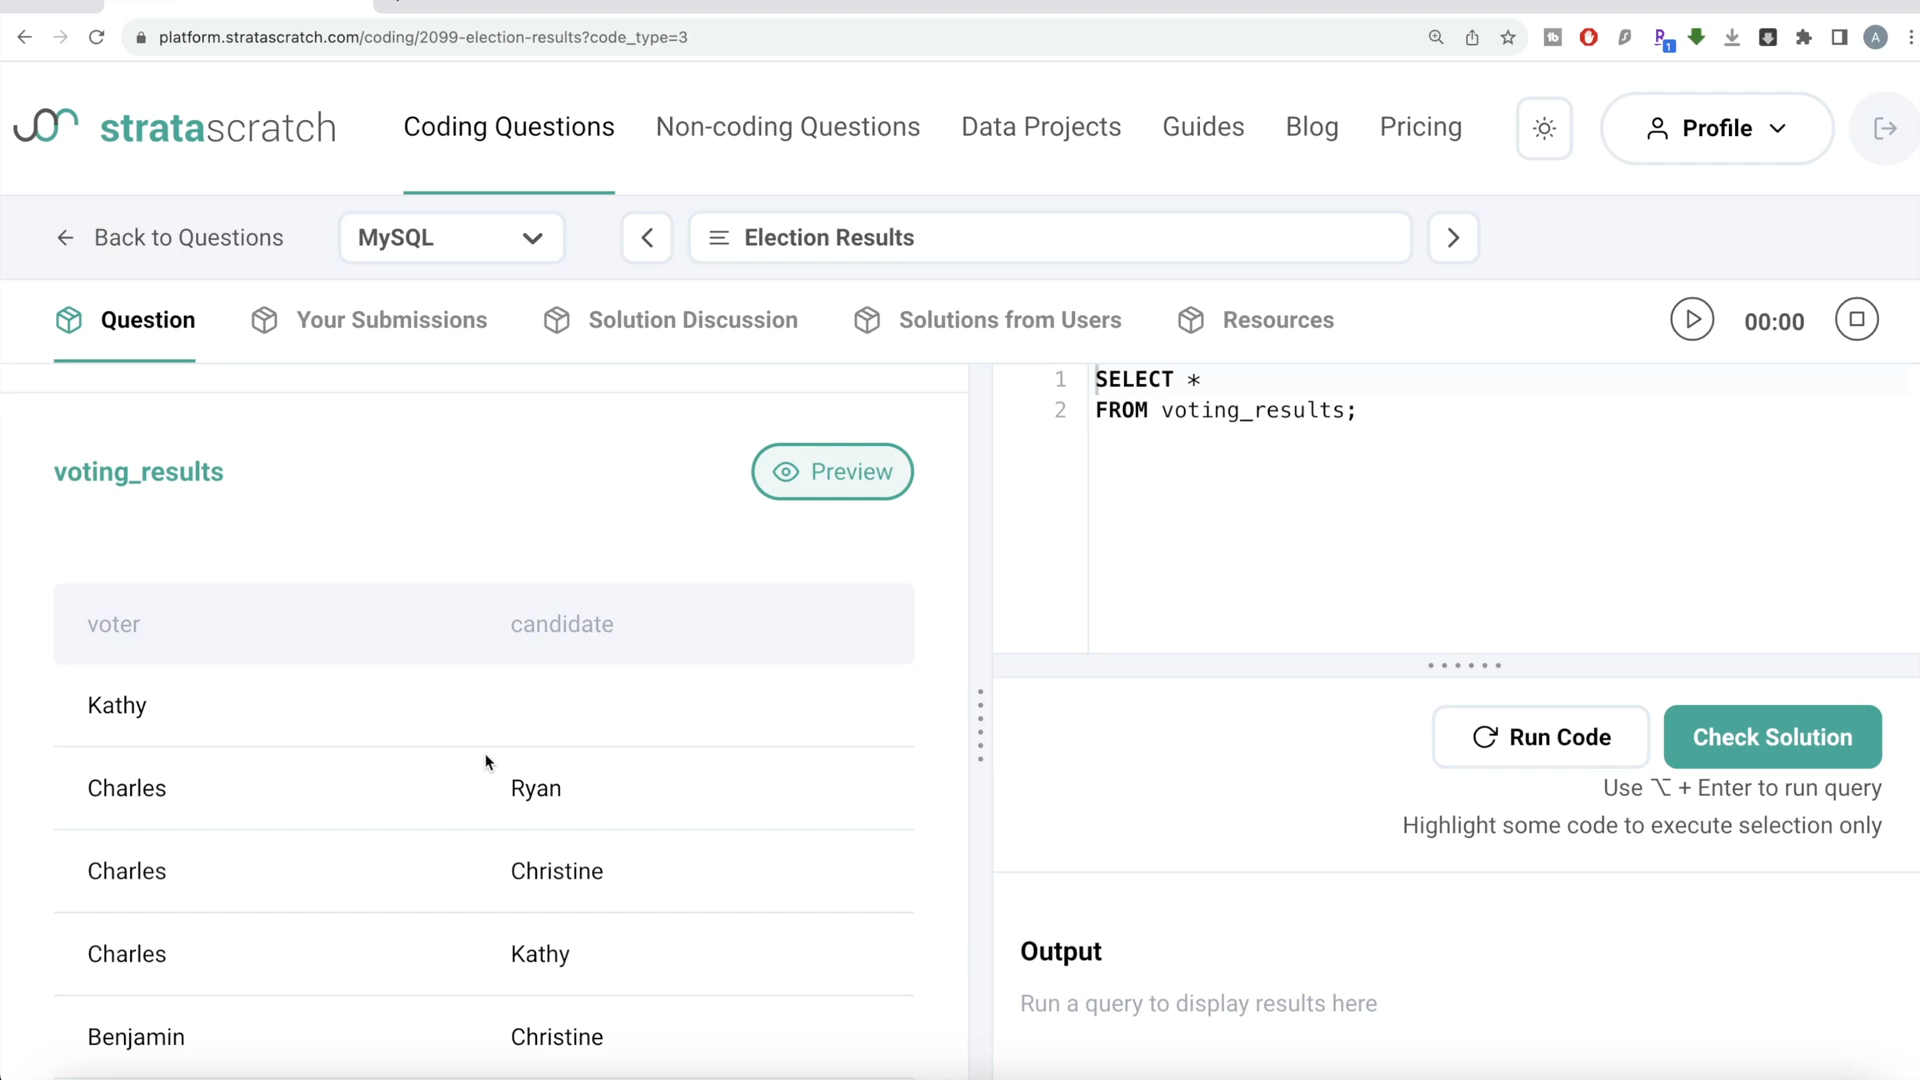 platform.stratascratch.com/coding/2099-election-results?code_type=3
1
A
stratascratch
Coding Questions
Non-coding Questions
Data Projects
Guides
Blog
Pricing
Profile
Back to Questions
MySQL
Election Results
Question
Your Submissions
Solution Discussion
Solutions from Users
Resources
00:00
voting_results
Preview
voter candidate
Kathy
Charles Ryan
Charles Christine
Charles Kathy
Benjamin Christine
1 SELECT *
2 FROM voting_results;
Run Code
Check Solution
Use ⌥ + Enter to run query
Highlight some code to execute selection only
Output
Run a query to display results here